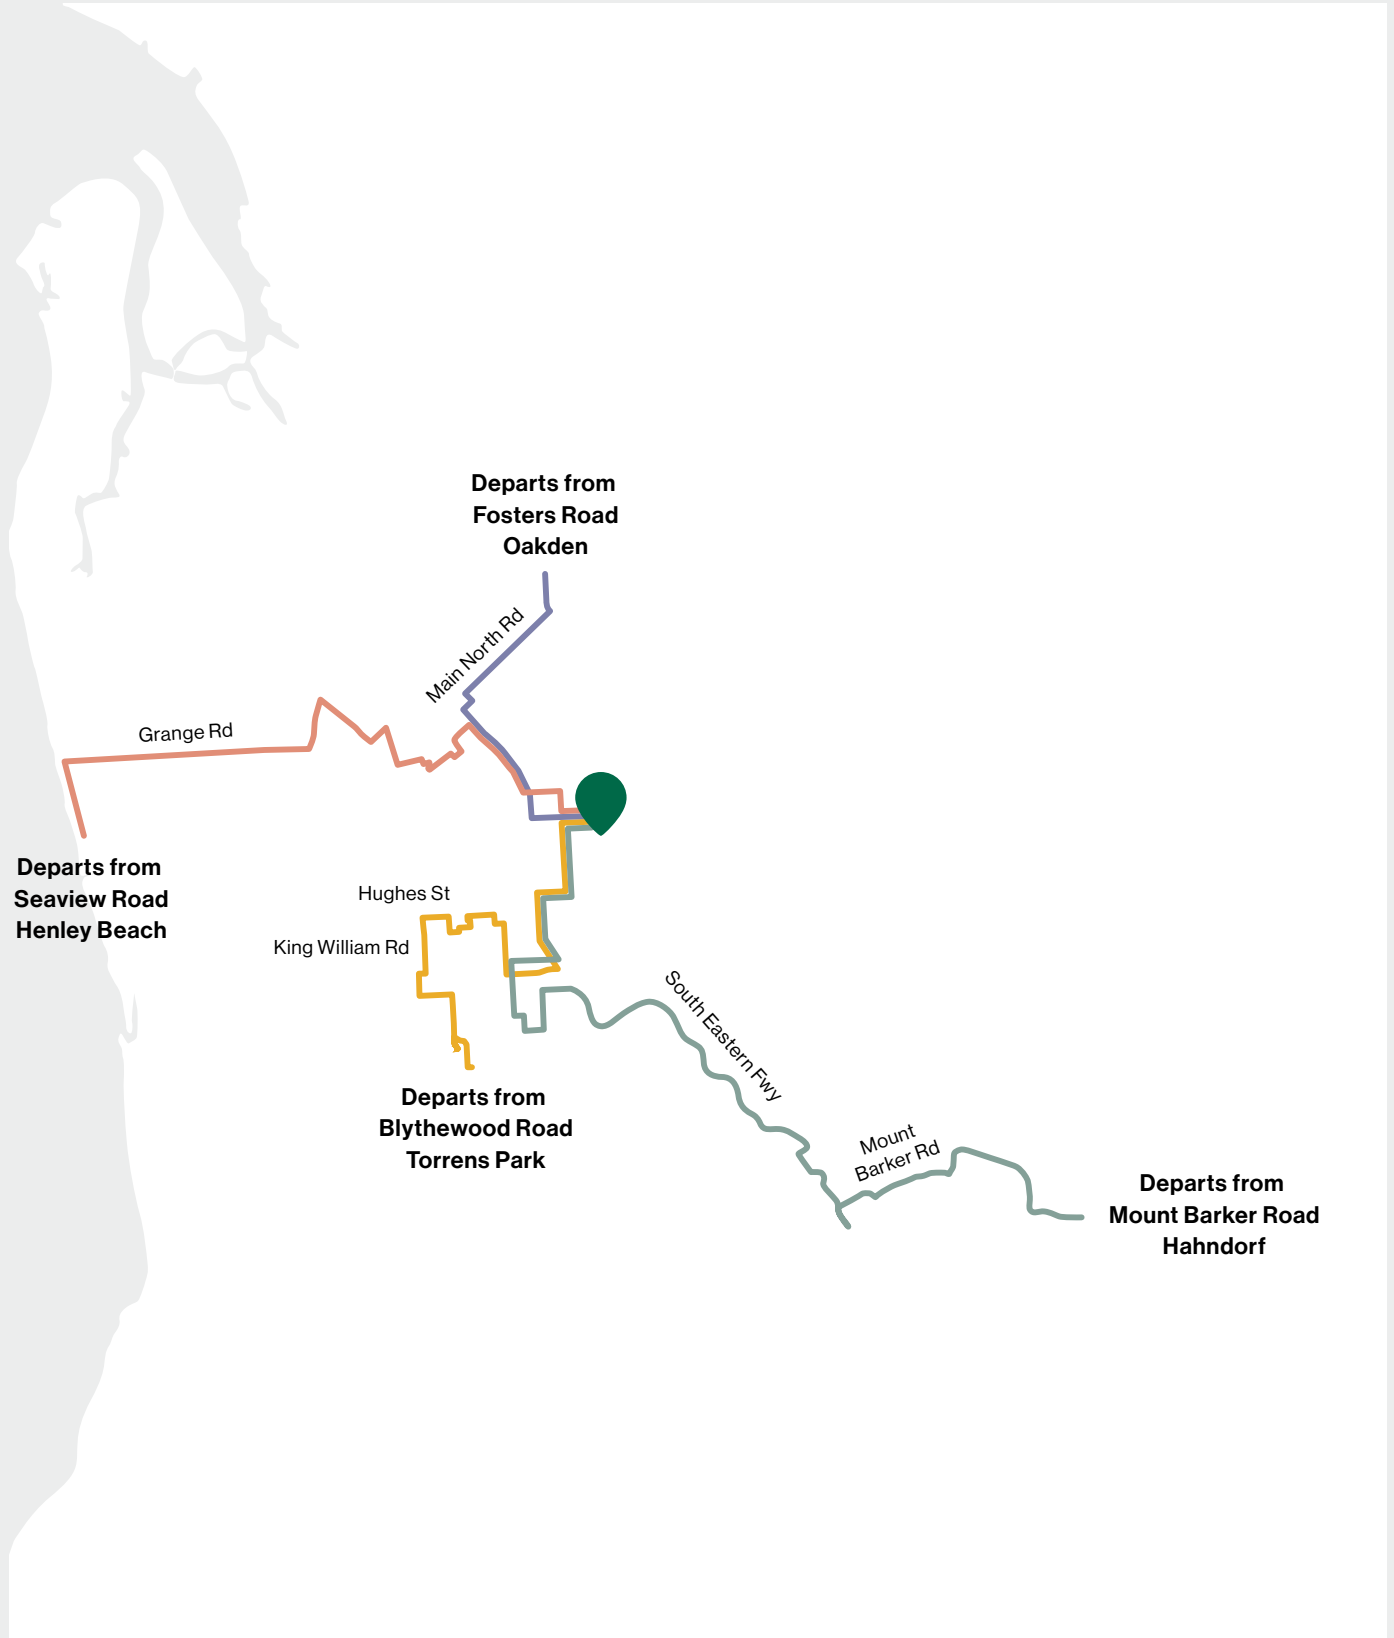 Departs from
Fosters Road
Oakden
Main North Rd
Grange Rd
Departs from
Seaview Road
Henley Beach
Hughes St
King William Rd
South Eastern Fwy
Departs from
Blythewood Road
Torrens Park
Mount
Barker Rd
Departs from
Mount Barker Road
Hahndorf